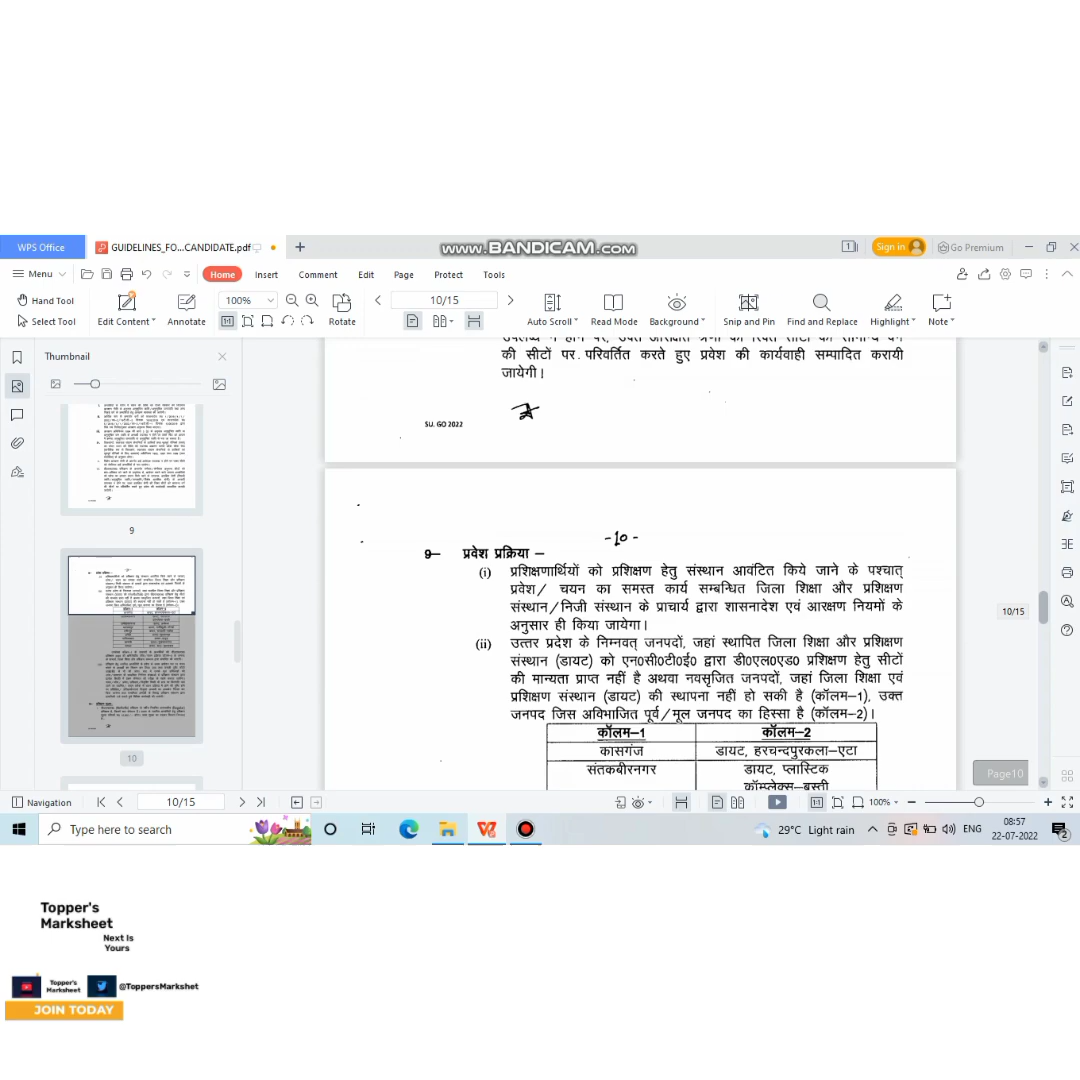 WPS Office
GUIDELINES_FO...CANDIDATE.pdf
www.BANDICAM.com
Sign in
Go Premium
Menu
Home Insert Comment Edit Page Protect Tools
Hand Tool
Select Tool
Edit Content
Annotate
100%
Rotate
10/15
Auto Scroll
Read Mode
Background
Snip and Pin
Find and Replace
Highlight
Note
Thumbnail
9
10
की सीटों पर परिवर्तित करते हुए प्रवेश की कार्यवाही सम्पादित करायी
जायेगी।
SU. GO 2022
-10-
9— प्रवेश प्रक्रिया —
(i) प्रशिक्षणार्थियों को प्रशिक्षण हेतु संस्थान आवंटित किये जाने के पश्चात्
प्रवेश/ चयन का समस्त कार्य सम्बन्धित जिला शिक्षा और प्रशिक्षण
संस्थान/निजी संस्थान के प्राचार्य द्वारा शासनादेश एवं आरक्षण नियमों के
अनुसार ही किया जायेगा।
(ii) उत्तर प्रदेश के निम्नवत् जनपदों, जहां स्थापित जिला शिक्षा और प्रशिक्षण
संस्थान (डायट) को एन0सी0टी0ई0 द्वारा डी0एल0एड0 प्रशिक्षण हेतु सीटों
की मान्यता प्राप्त नहीं है अथवा नवसृजित जनपदों, जहां जिला शिक्षा एवं
प्रशिक्षण संस्थान (डायट) की स्थापना नहीं हो सकी है (कॉलम-1), उक्त
जनपद जिस अविभाजित पूर्व/मूल जनपद का हिस्सा है (कॉलम-2)।
कॉलम-1 कॉलम-2
कासगंज डायट, हरचन्दपुरकला-एटा
संतकबीरनगर डायट, प्लास्टिक
कॉम्प्लेक्स-बस्ती
10/15
Page10
Navigation
10/15
100%
Type here to search
29°C Light rain
ENG
08:57
22-07-2022
2
Topper's
Marksheet
Next Is
Yours
Topper's
Marksheet
@ToppersMarkshet
JOIN TODAY